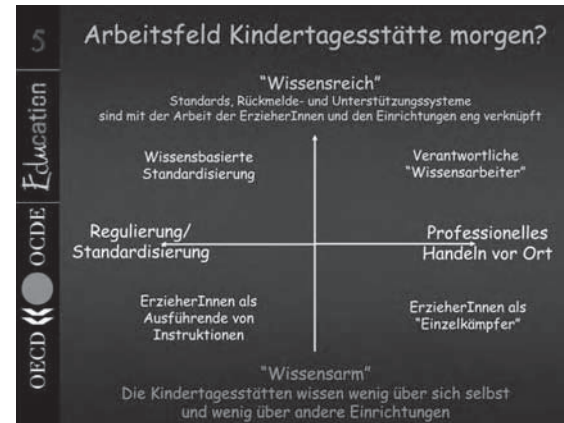 5
Arbeitsfeld Kindertagesstätte morgen?
"Wissensreich"
Standards, Rückmelde- und Unterstützungssysteme
sind mit der Arbeit der ErzieherInnen und den Einrichtungen eng verknüpft
Wissensbasierte
Standardisierung
Verantwortliche
"Wissensarbeiter"
Regulierung/
Standardisierung
Professionelles
Handeln vor Ort
ErzieherInnen als
Ausführende von
Instruktionen
ErzieherInnen als
"Einzelkämpfer"
"Wissensarm"
Die Kindertagesstätten wissen wenig über sich selbst
und wenig über andere Einrichtungen
Education
OECD OCDE